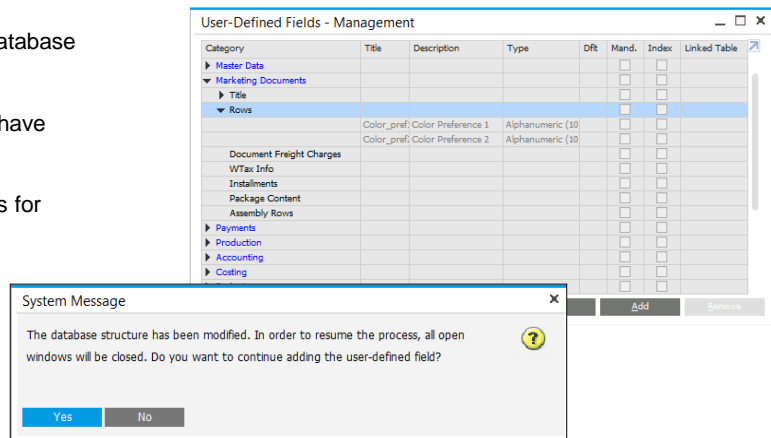 atabase
have
s for
User-Defined Fields - Management
Category Title Description Type Dft Mand. Index Linked Table
Master Data
Marketing Documents
Title
Rows
Color_pref: Color Preference 1 Alphanumeric (10
Color_pref: Color Preference 2 Alphanumeric (10
Document Freight Charges
WTax Info
Installments
Package Content
Assembly Rows
Payments
Production
Accounting
Costing
Add Remove
System Message
The database structure has been modified. In order to resume the process, all open
windows will be closed. Do you want to continue adding the user-defined field?
Yes No